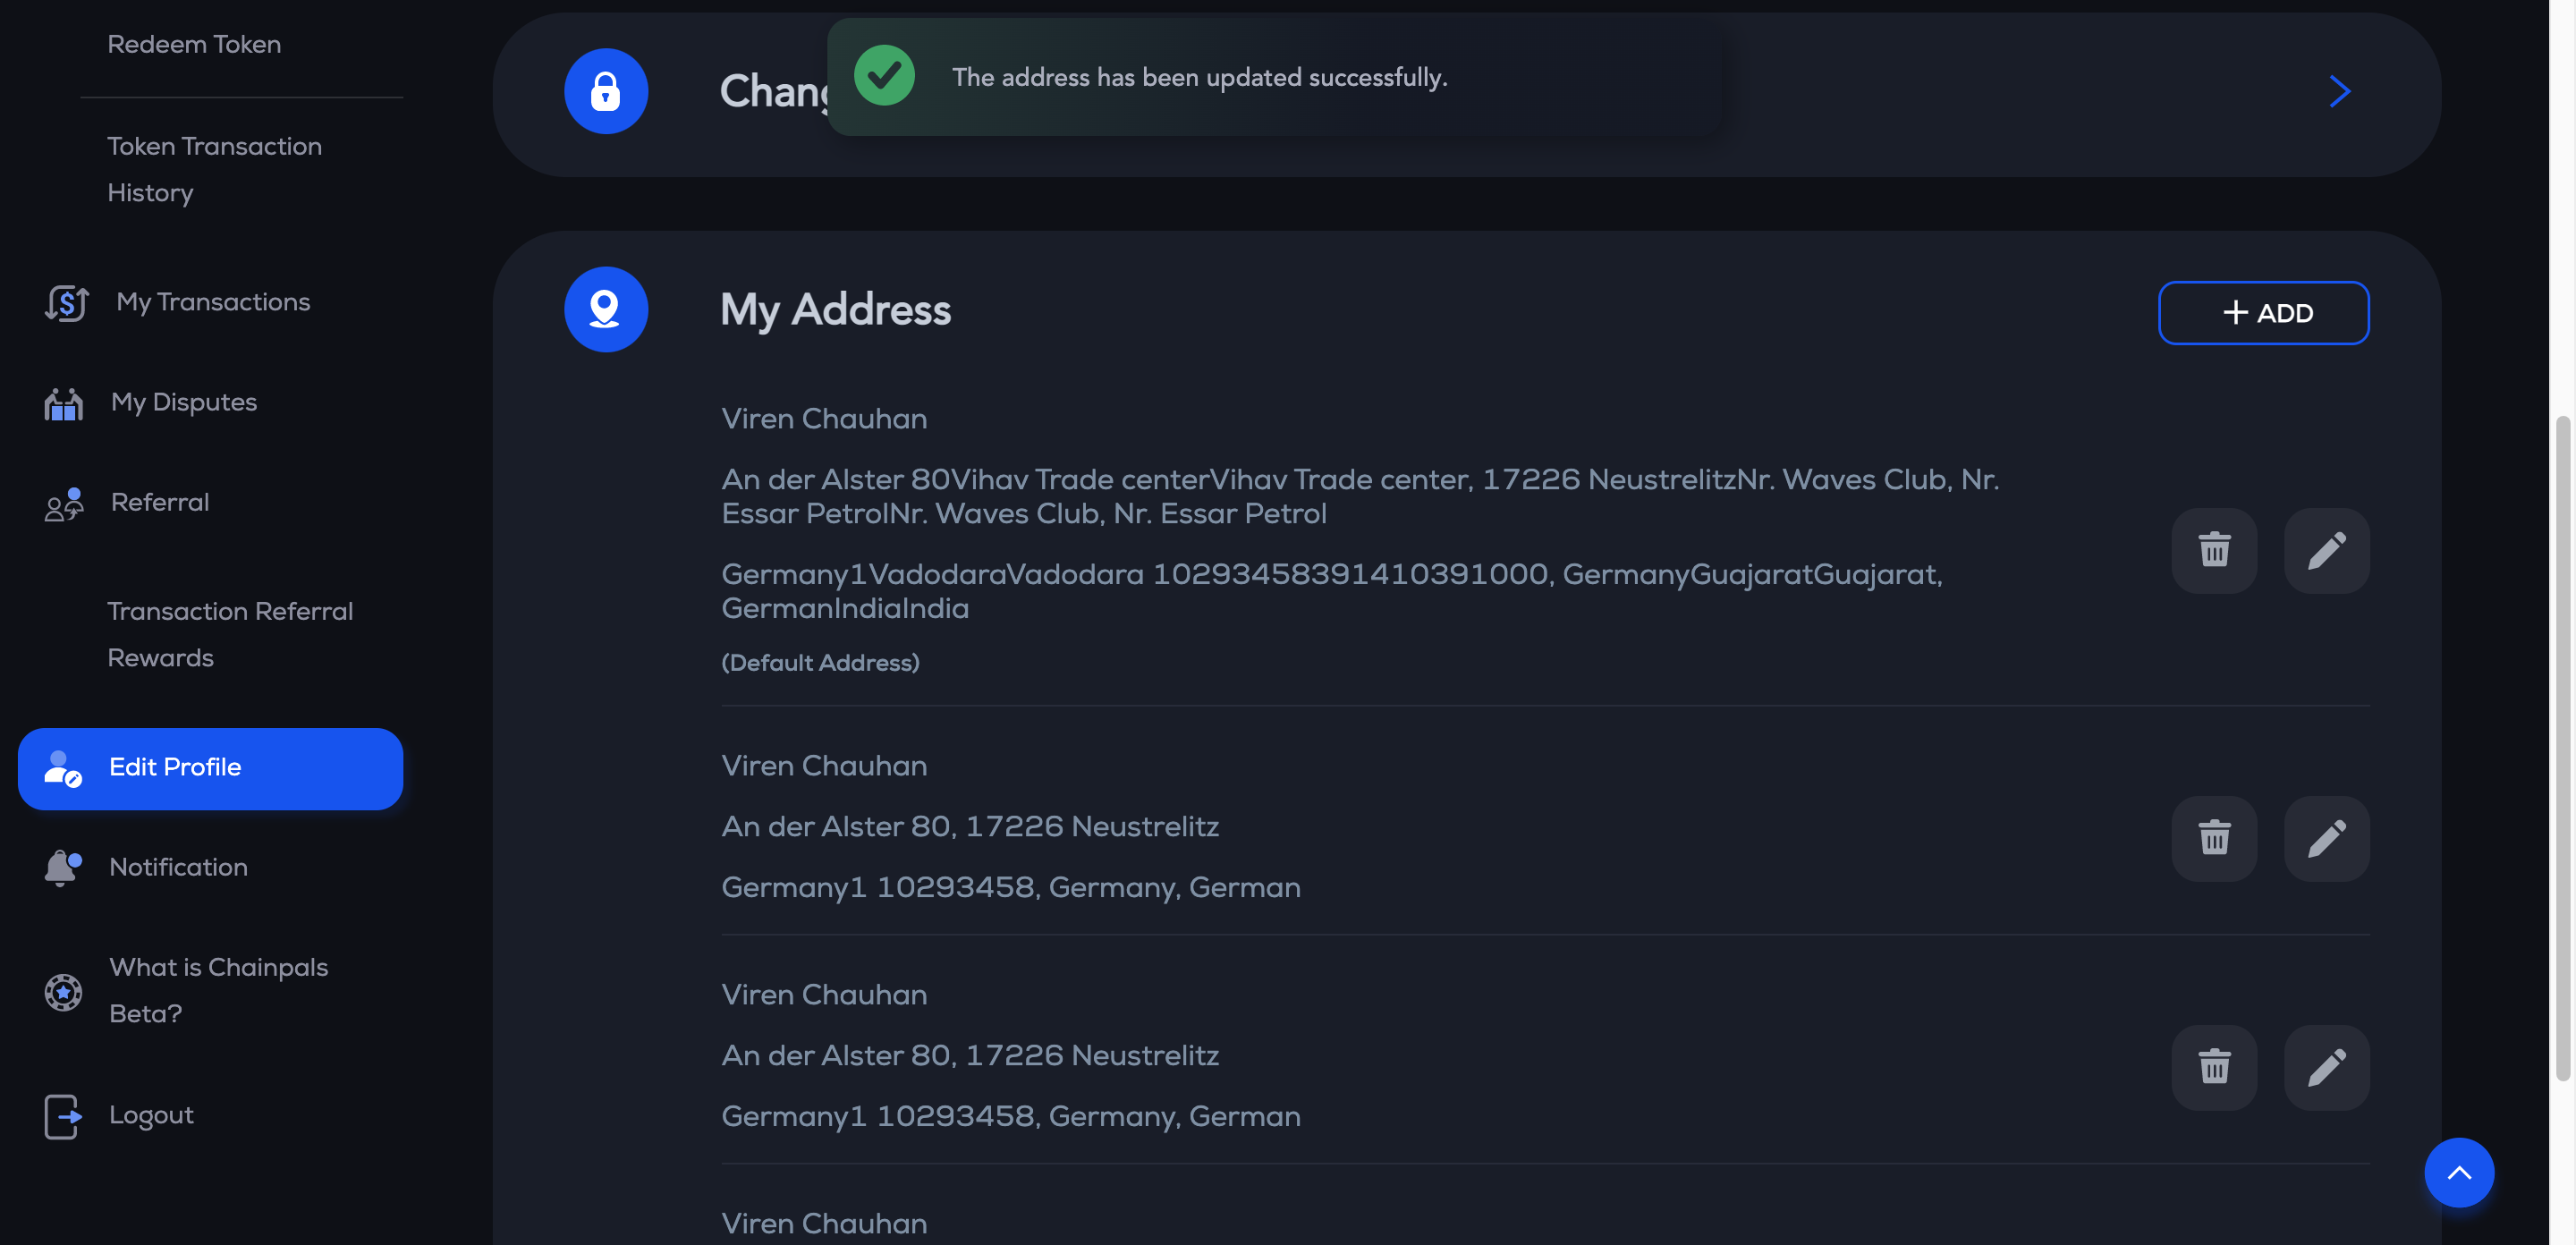 Redeem Token
Token Transaction
History
My Transactions
My Disputes
Referral
Transaction Referral
Rewards
Edit Profile
Notification
What is Chainpals
Beta?
Logout
The address has been updated successfully.
My Address
+ ADD
Viren Chauhan
An der Alster 80Vihav Trade centerVihav Trade center, 17226 NeustrelitzNr. Waves Club, Nr.
Essar PetrolNr. Waves Club, Nr. Essar Petrol
Germany1VadodaraVadodara 10293458391410391000, GermanyGuajaratGuajarat,
GermanIndiaIndia
(Default Address)
Viren Chauhan
An der Alster 80, 17226 Neustrelitz
Germany1 10293458, Germany, German
Viren Chauhan
An der Alster 80, 17226 Neustrelitz
Germany1 10293458, Germany, German
Viren Chauhan